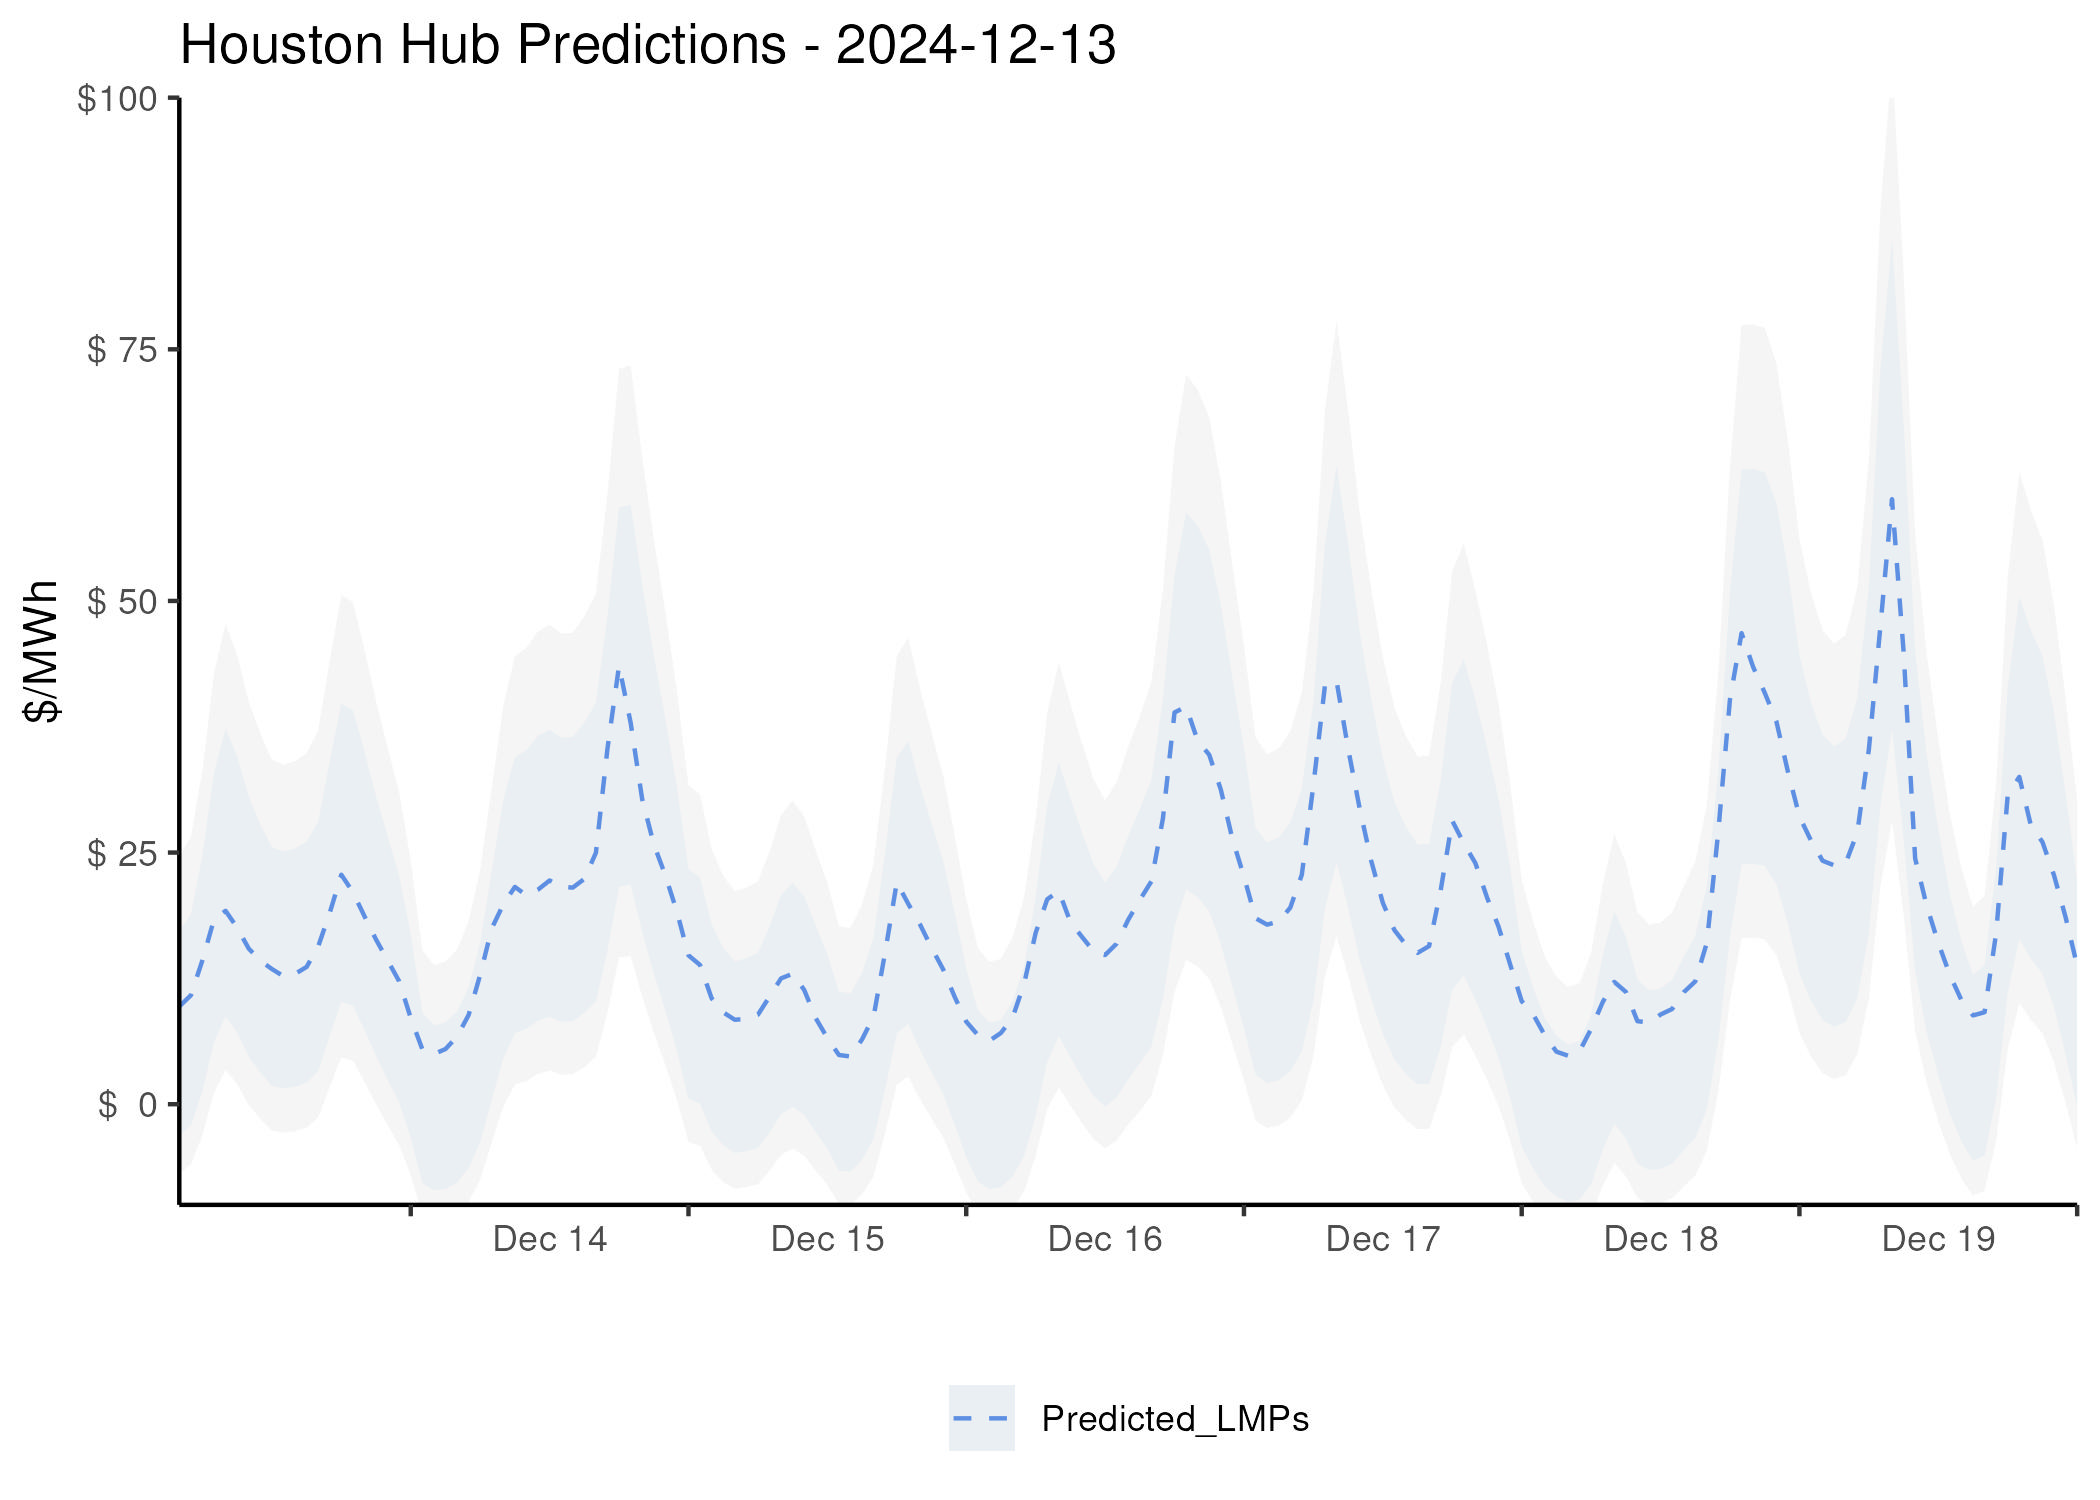 Houston Hub Predictions - 2024-12-13
$100
$ 75
$ 50
$ 25
$  0
$/MWh
Dec 14 Dec 15 Dec 16 Dec 17 Dec 18 Dec 19
Predicted_LMPs